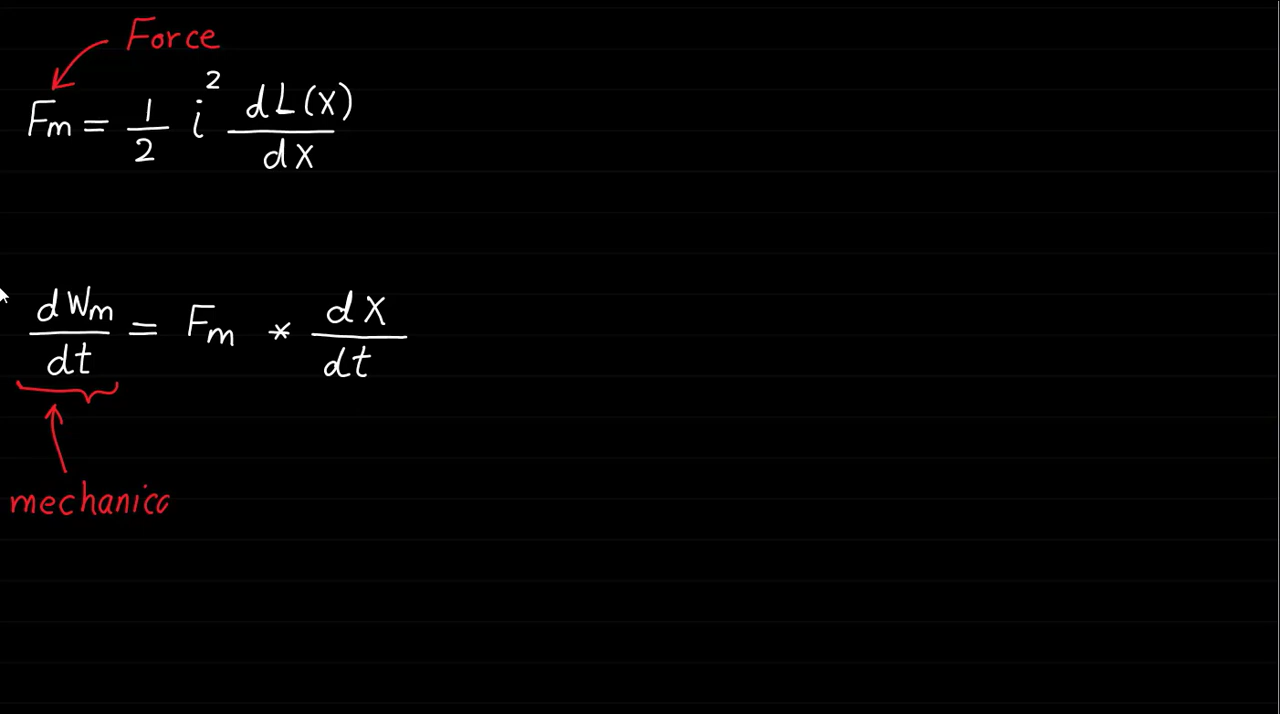 Force
Fm = 1/2 i² dL(x)/dx
dWm/dt = Fm * dx/dt
mechanica